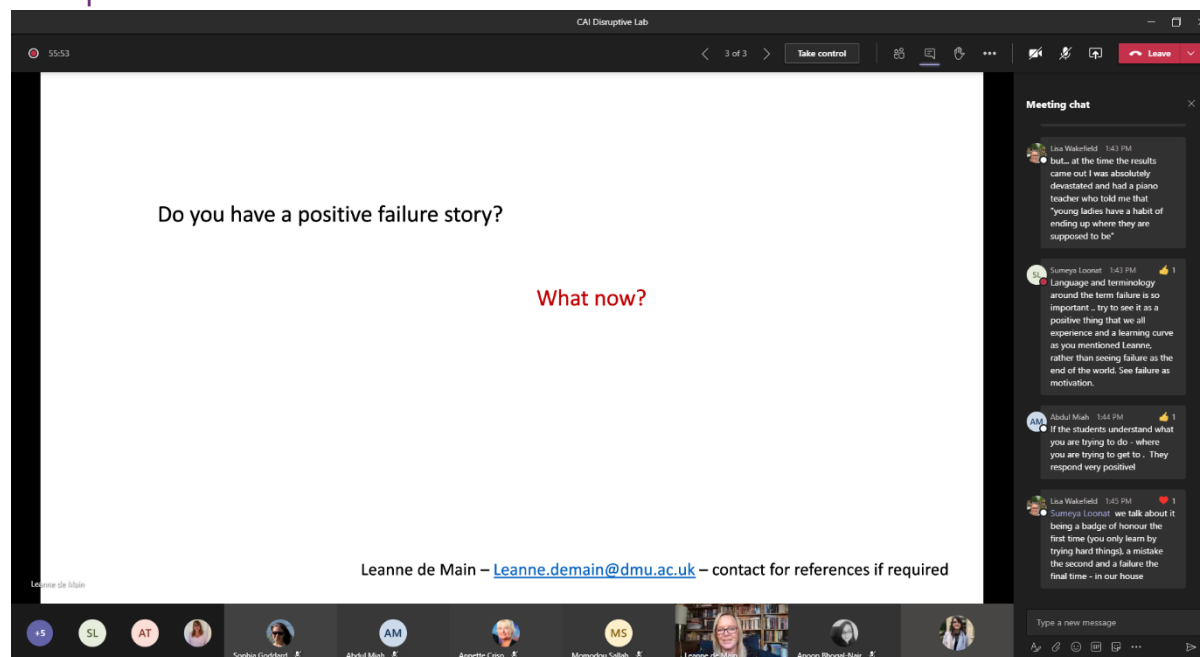 CAI Disruptive Lab
55:53
3 of 3
Take control
Leave
Do you have a positive failure story?
What now?
Leanne de Main – Leanne.demain@dmu.ac.uk – contact for references if required
Leanne de Main
Meeting chat
Lisa Wakefield 1:43 PM
but... at the time the results
came out I was absolutely
devastated and had a piano
teacher who told me that
"young ladies have a habit of
ending up where they are
supposed to be"
SL
Sumeya Loonat 1:43 PM
1
Language and terminology
around the term failure is so
important .. try to see it as a
positive thing that we all
experience and a learning curve
as you mentioned Leanne,
rather than seeing failure as the
end of the world. See failure as
motivation.
AM
Abdul Miah 1:44 PM
1
If the students understand what
you are trying to do - where
you are trying to get to . They
respond very positivel
Lisa Wakefield 1:45 PM
1
Sumeya Loonat we talk about it
being a badge of honour the
first time (you only learn by
trying hard things), a mistake
the second and a failure the
final time - in our house
Type a new message
GIF
+5
SL
AT
AM
MS
Sophia Goddard
Abdul Miah
Annette Crisp
Momodou Sallah
Leanne de Main
Anoop Bhogal-Nair